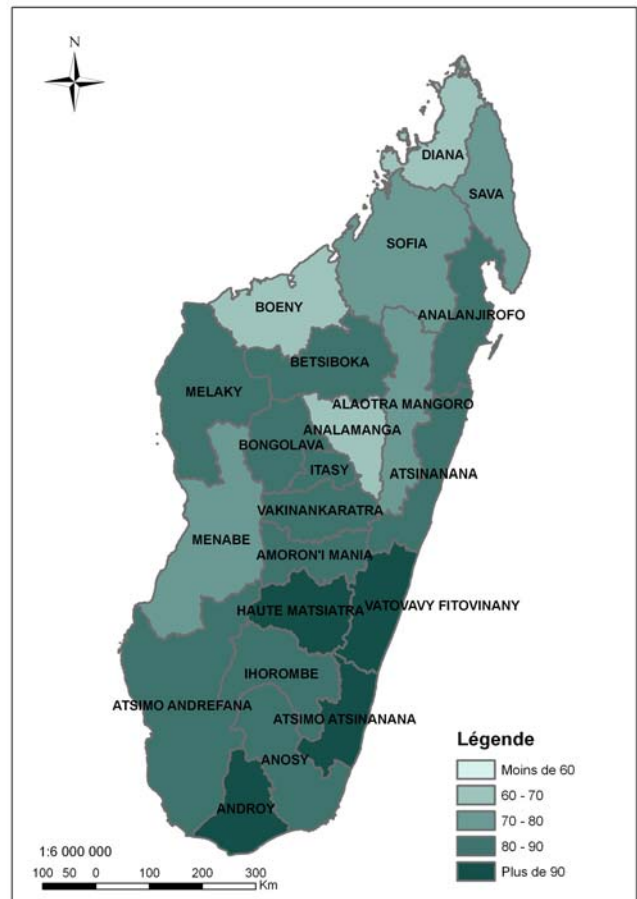 N
DIANA
SAVA
SOFIA
ANALANJIROFO
BOENY
BETSIBOKA
MELAKY
ALAOTRA MANGORO
ANALAMANGA
BONGOLAVA
ITASY
ATSINANANA
VAKINANKARATRA
MENABE
AMORON'I MANIA
HAUTE MATSIATRA
VATOVAVY FITOVINANY
IHOROMBE
ATSIMO ANDREFANA
ATSIMO ATSINANANA
ANOSY
ANDROY
Légende
Moins de 60
60 - 70
70 - 80
80 - 90
Plus de 90
1:6 000 000
100 50 0 100 200 300
Km